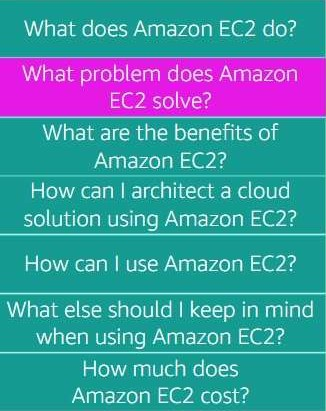 What does Amazon EC2 do?
What problem does Amazon
EC2 solve?
What are the benefits of
Amazon EC2?
How can I architect a cloud
solution using Amazon EC2?
How can I use Amazon EC2?
What else should I keep in mind
when using Amazon EC2?
How much does
Amazon EC2 cost?